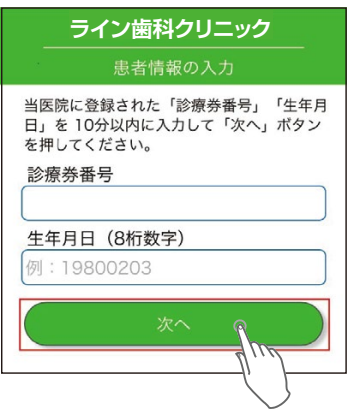 ライン歯科クリニック
患者情報の入力
当医院に登録された「診療券番号」「生年月
日」を 10分以内に入力して「次へ」ボタン
を押してください。
診療券番号
生年月日（8桁数字）
例：19800203
次へ